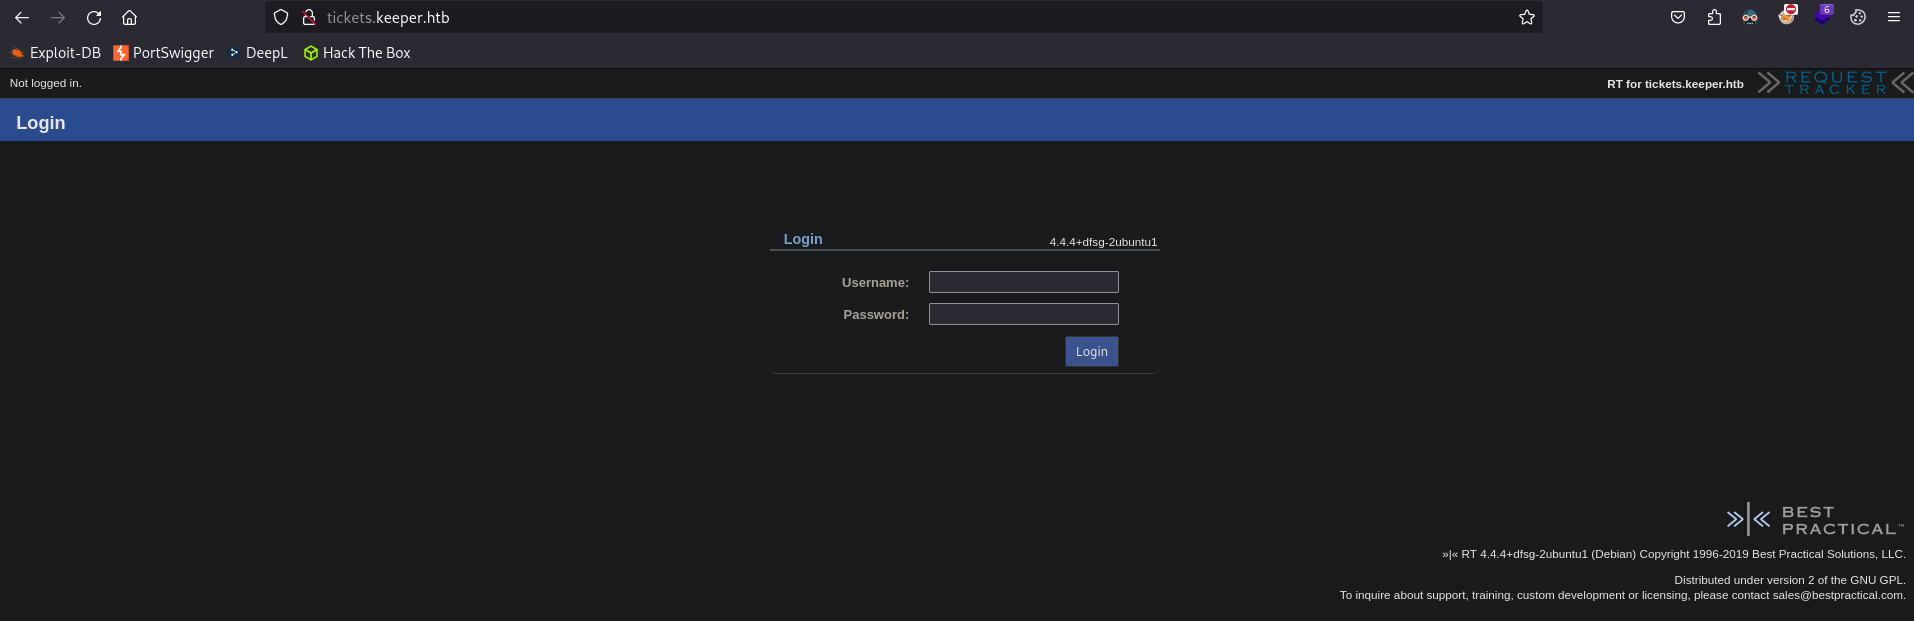 tickets.keeper.htb
6
Exploit-DB PortSwigger DeepL Hack The Box
Not logged in.
RT for tickets.keeper.htb REQUEST TRACKER
Login
Login 4.4.4+dfsg-2ubuntu1
Username:
Password:
Login
BEST
PRACTICAL™
»|« RT 4.4.4+dfsg-2ubuntu1 (Debian) Copyright 1996-2019 Best Practical Solutions, LLC.
Distributed under version 2 of the GNU GPL.
To inquire about support, training, custom development or licensing, please contact sales@bestpractical.com.